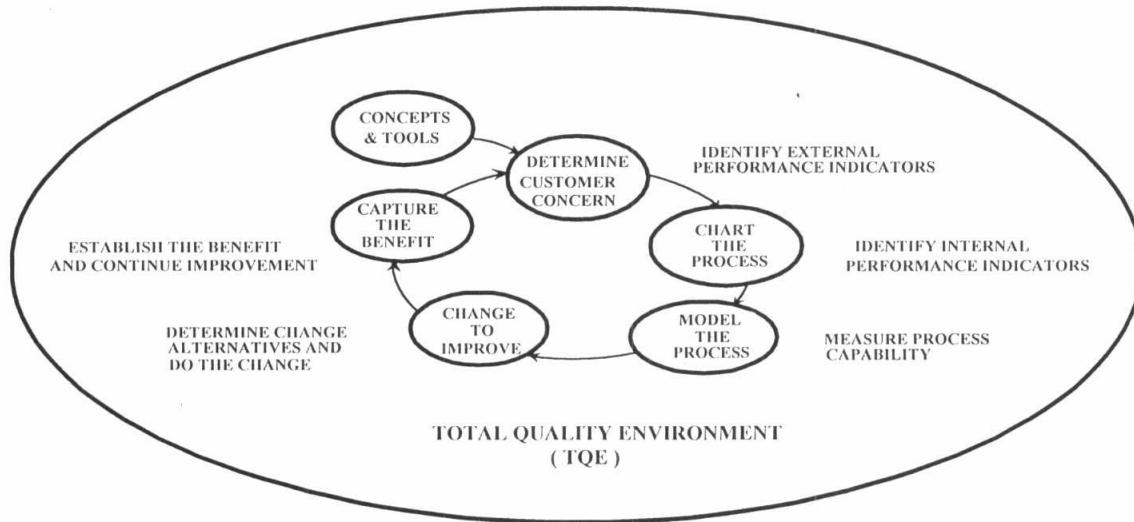 CONCEPTS
& TOOLS
DETERMINE
CUSTOMER
CONCERN
IDENTIFY EXTERNAL
PERFORMANCE INDICATORS
CAPTURE
THE
BENEFIT
CHART
THE
PROCESS
ESTABLISH THE BENEFIT
AND CONTINUE IMPROVEMENT
IDENTIFY INTERNAL
PERFORMANCE INDICATORS
CHANGE
TO
IMPROVE
MODEL
THE
PROCESS
DETERMINE CHANGE
ALTERNATIVES AND
DO THE CHANGE
MEASURE PROCESS
CAPABILITY
TOTAL QUALITY ENVIRONMENT
( TQE )